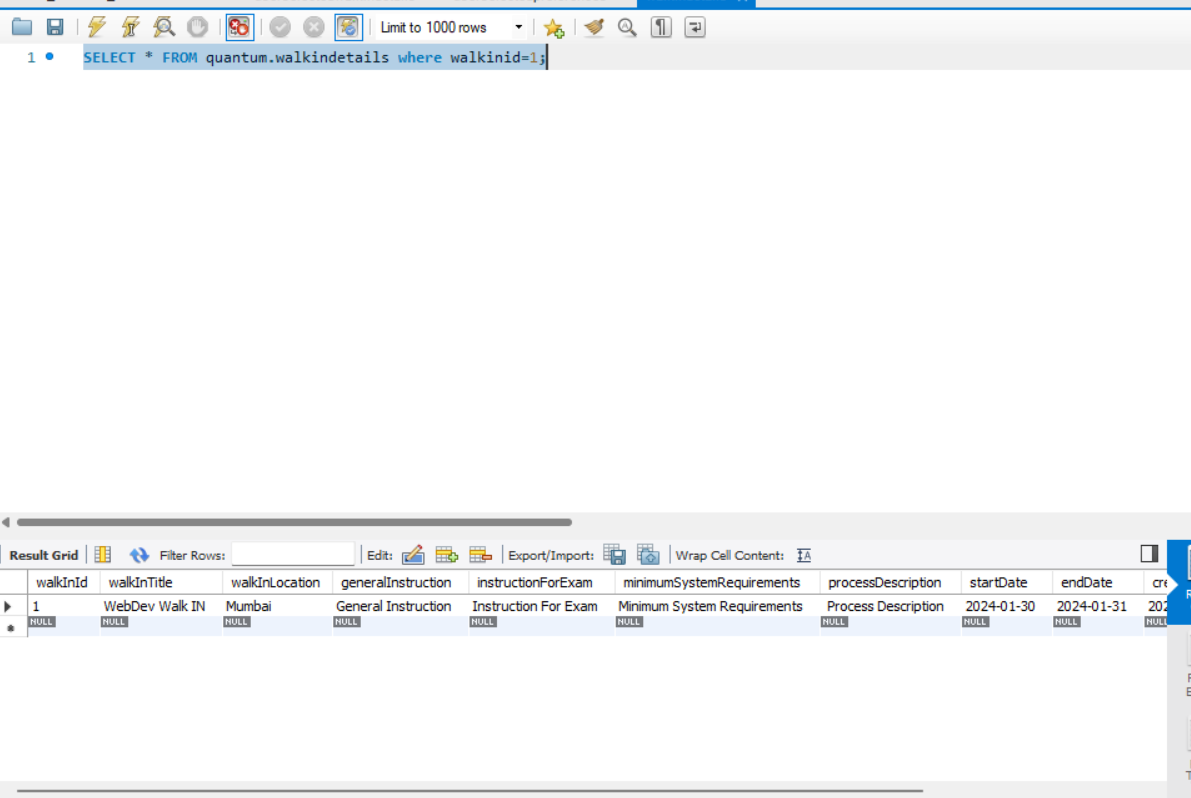 Limit to 1000 rows
1 SELECT * FROM quantum.walkindetails where walkinid=1;
Result Grid Filter Rows: Edit: Export/Import: Wrap Cell Content:
walkInId walkInTitle walkInLocation generalInstruction instructionForExam minimumSystemRequirements processDescription startDate endDate cre
1 WebDev Walk IN Mumbai General Instruction Instruction For Exam Minimum System Requirements Process Description 2024-01-30 2024-01-31 202
NULL NULL NULL NULL NULL NULL NULL NULL NULL NULL